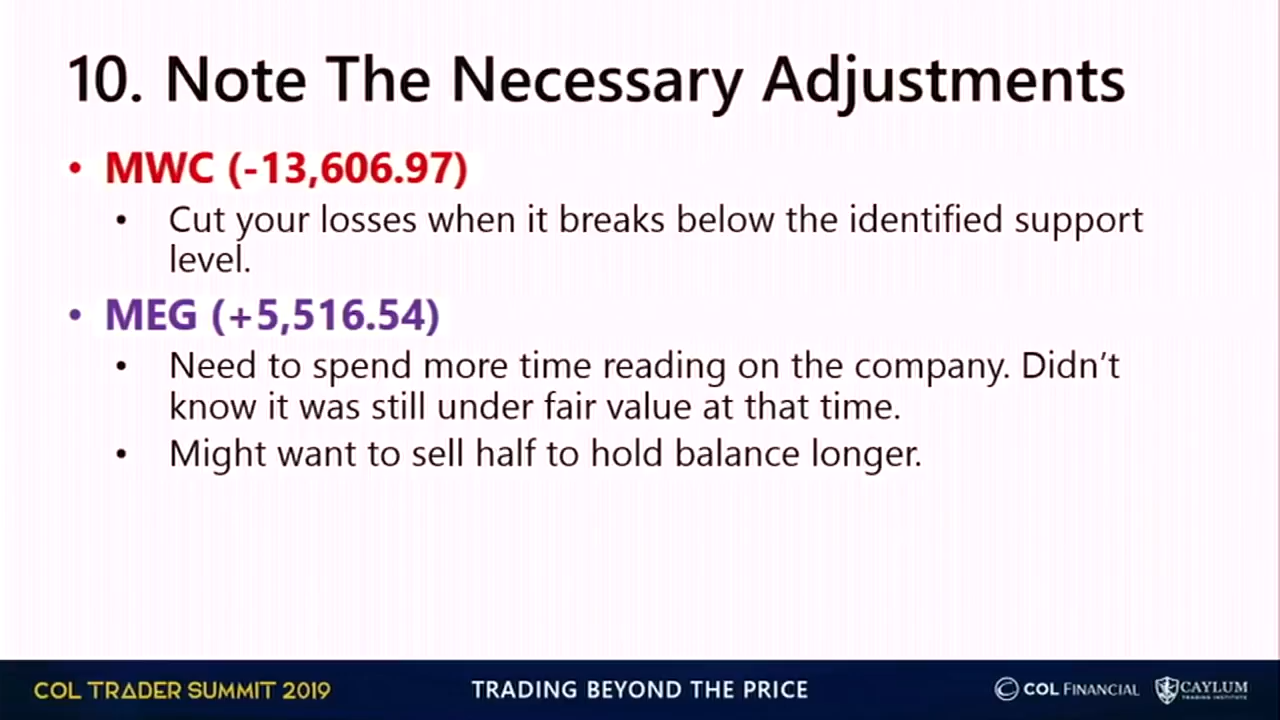 10. Note The Necessary Adjustments
• MWC (-13,606.97)
• Cut your losses when it breaks below the identified support
level.
• MEG (+5,516.54)
• Need to spend more time reading on the company. Didn't
know it was still under fair value at that time.
• Might want to sell half to hold balance longer.
COL TRADER SUMMIT 2019
TRADING BEYOND THE PRICE
COL FINANCIAL
CAYLUM
TRADING INSTITUTE